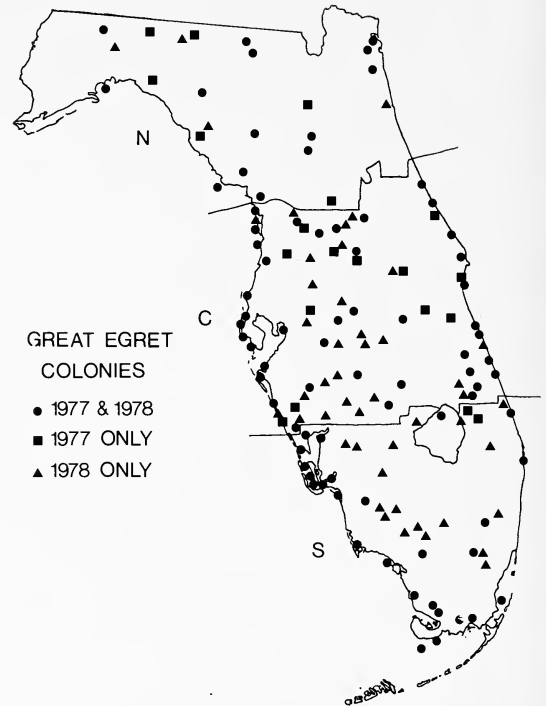 N
C
GREAT EGRET
COLONIES
● 1977 & 1978
■ 1977 ONLY
▲ 1978 ONLY
S